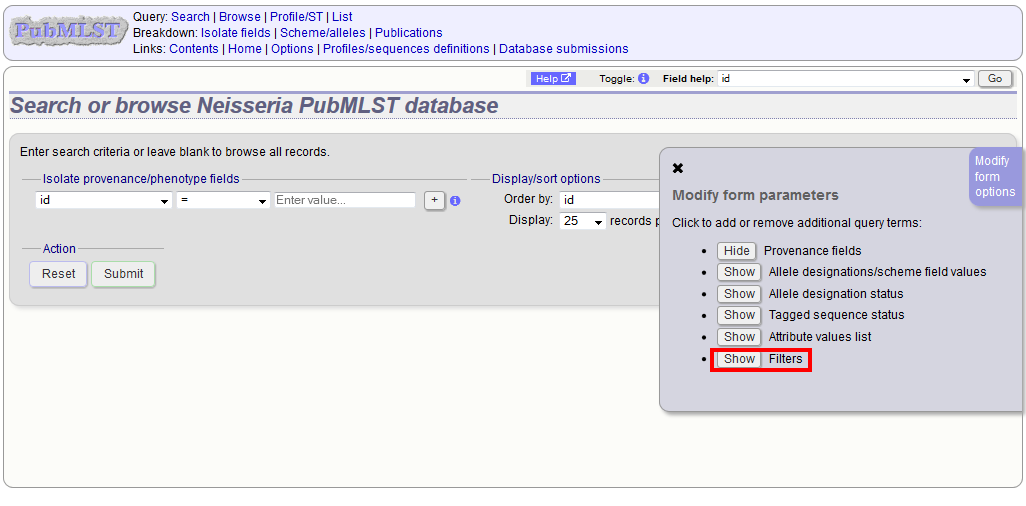 PubMLST
Query: Search | Browse | Profile/ST | List
Breakdown: Isolate fields | Scheme/alleles | Publications
Links: Contents | Home | Options | Profiles/sequences definitions | Database submissions
Help Toggle: i Field help: id Go
Search or browse Neisseria PubMLST database
Enter search criteria or leave blank to browse all records.
Isolate provenance/phenotype fields
id = Enter value... + i
Display/sort options
Order by: id
Display: 25 records p
Action
Reset Submit
Modify
form
options
Modify form parameters
Click to add or remove additional query terms:
• Hide Provenance fields
• Show Allele designations/scheme field values
• Show Allele designation status
• Show Tagged sequence status
• Show Attribute values list
• Show Filters